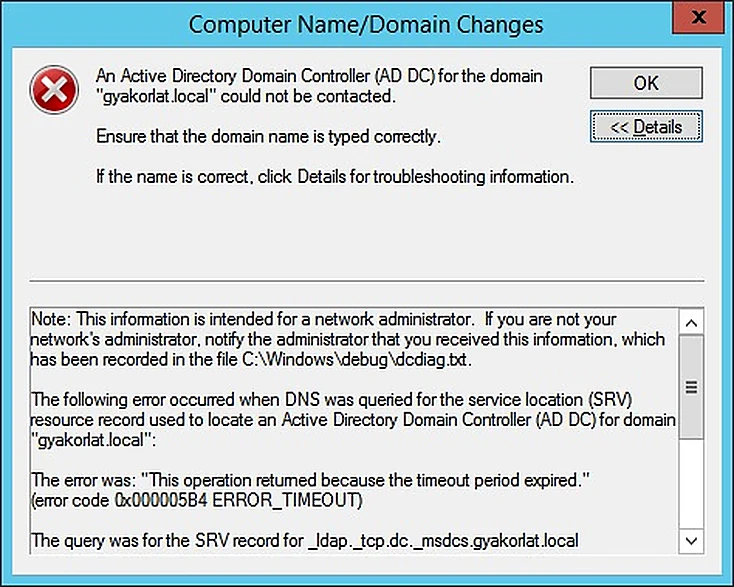 Computer Name/Domain Changes
x
An Active Directory Domain Controller (AD DC) for the domain
"gyakorlat.local" could not be contacted.
OK
<< Details
Ensure that the domain name is typed correctly.
If the name is correct, click Details for troubleshooting information.
Note: This information is intended for a network administrator.  If you are not your
network's administrator, notify the administrator that you received this information, which
has been recorded in the file C:\Windows\debug\dcdiag.txt.
The following error occurred when DNS was queried for the service location (SRV)
resource record used to locate an Active Directory Domain Controller (AD DC) for domain
"gyakorlat.local":
The error was: "This operation returned because the timeout period expired."
(error code 0x000005B4 ERROR_TIMEOUT)
The query was for the SRV record for _ldap._tcp.dc._msdcs.gyakorlat.local